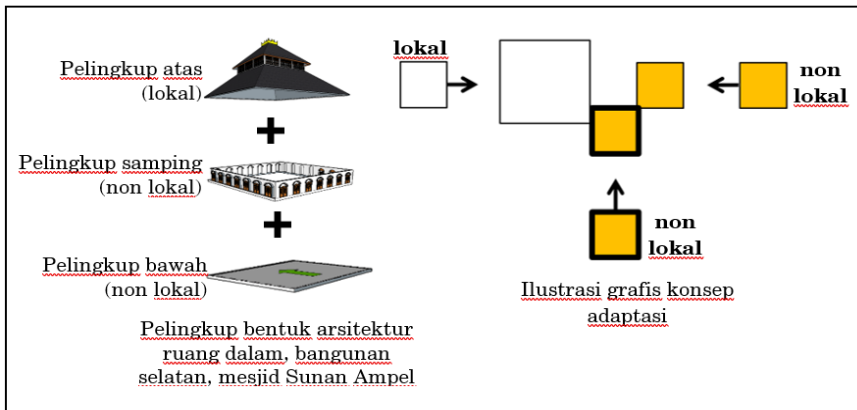 Pelingkup atas
(lokal)
Pelingkup samping
(non lokal)
Pelingkup bawah
(non lokal)
Pelingkup bentuk arsitektur
ruang dalam, bangunan
selatan, mesjid Sunan Ampel
lokal
non
lokal
non
lokal
Ilustrasi grafis konsep
adaptasi